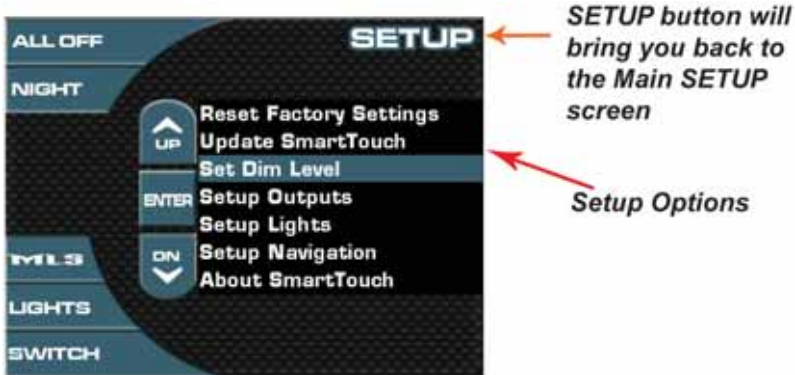 ALL OFF
NIGHT
SETUP
SETUP button will
bring you back to
the Main SETUP
screen
UP
ENTER
DN
Reset Factory Settings
Update SmartTouch
Set Dim Level
Setup Outputs
Setup Lights
Setup Navigation
About SmartTouch
Setup Options
MLS
LIGHTS
SWITCH